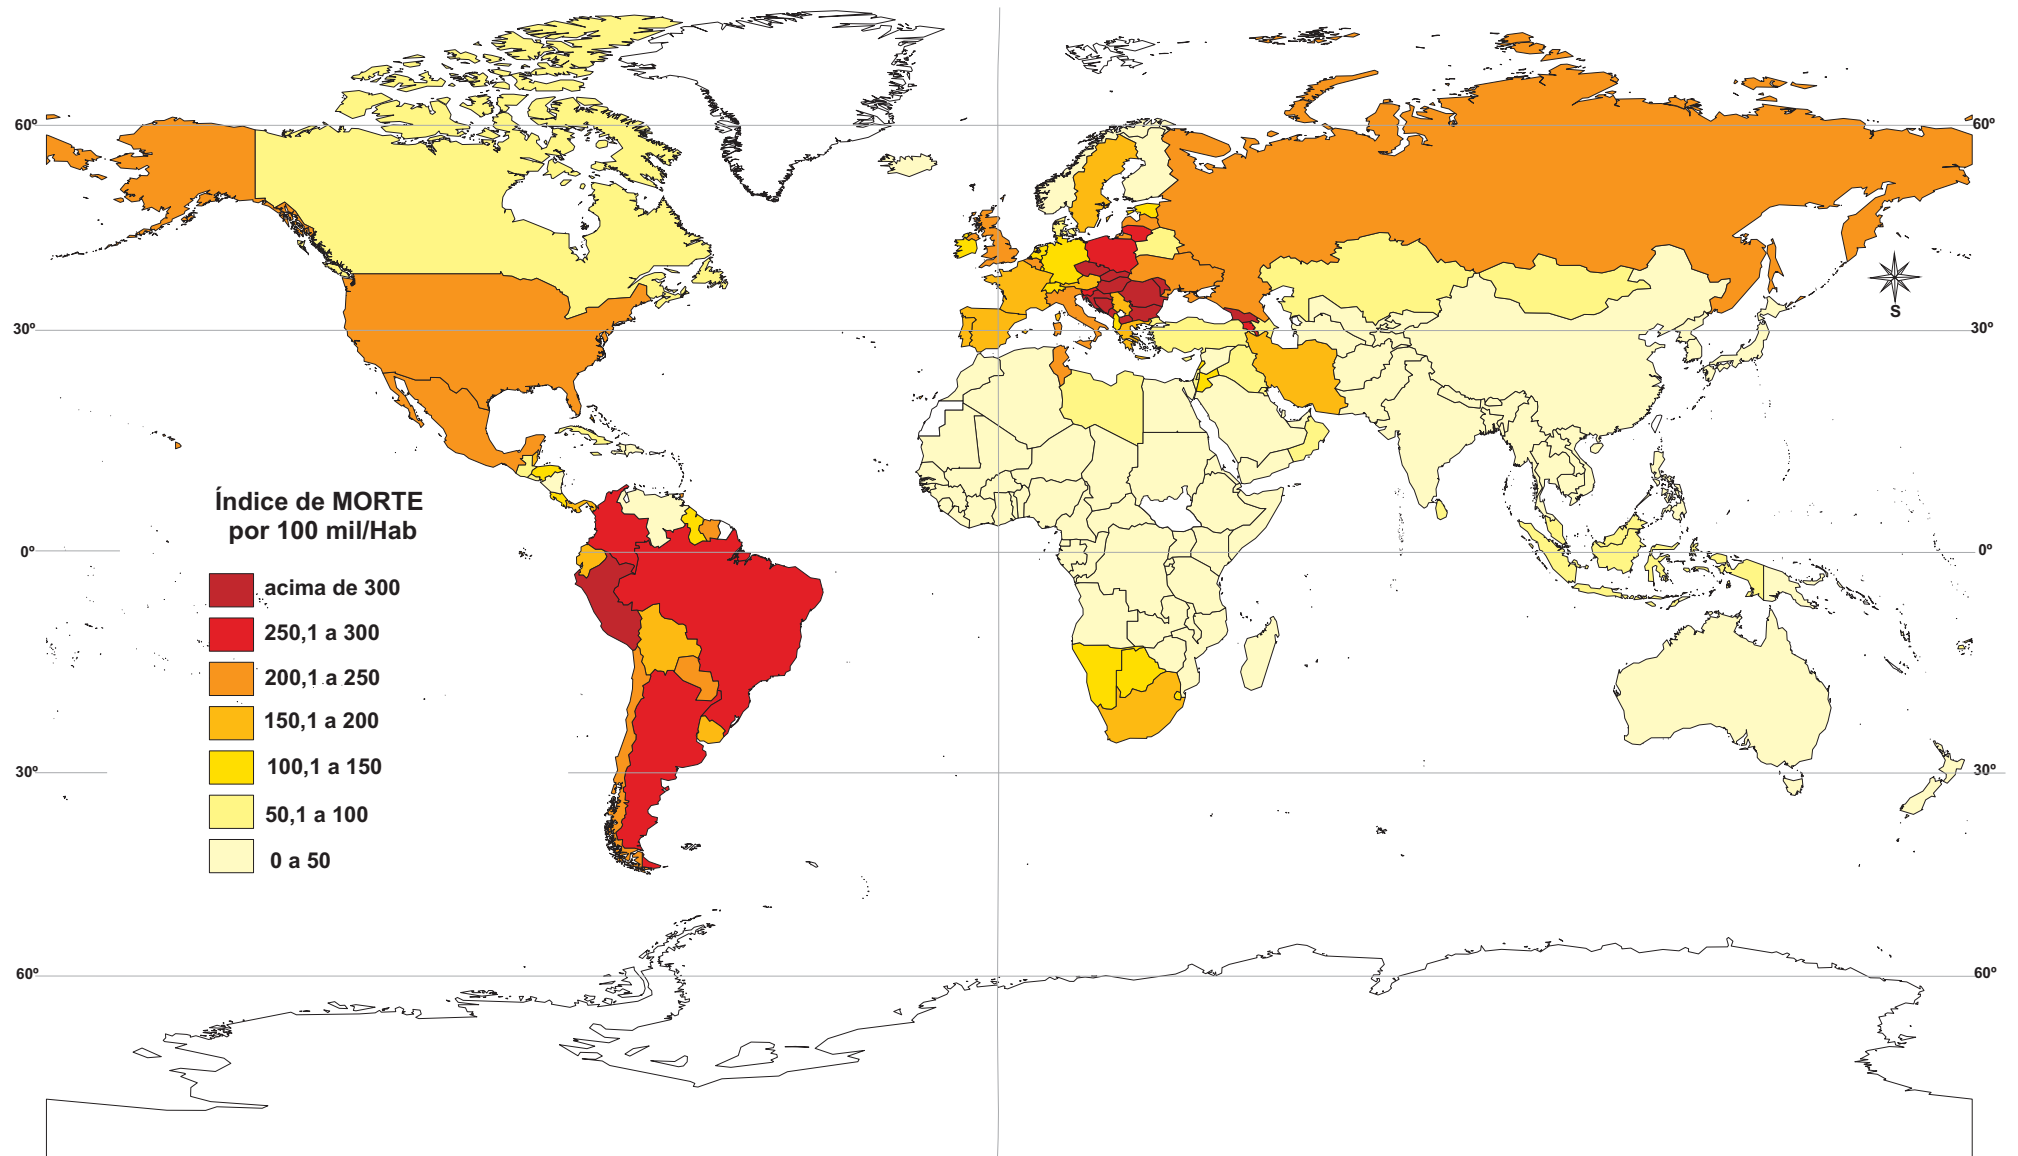 60º
60º
30º
30º
S
Índice de MORTE
por 100 mil/Hab
0º
0º
acima de 300
250,1 a 300
200,1 a 250
150,1 a 200
100,1 a 150
50,1 a 100
0 a 50
30º
30º
60º
60º